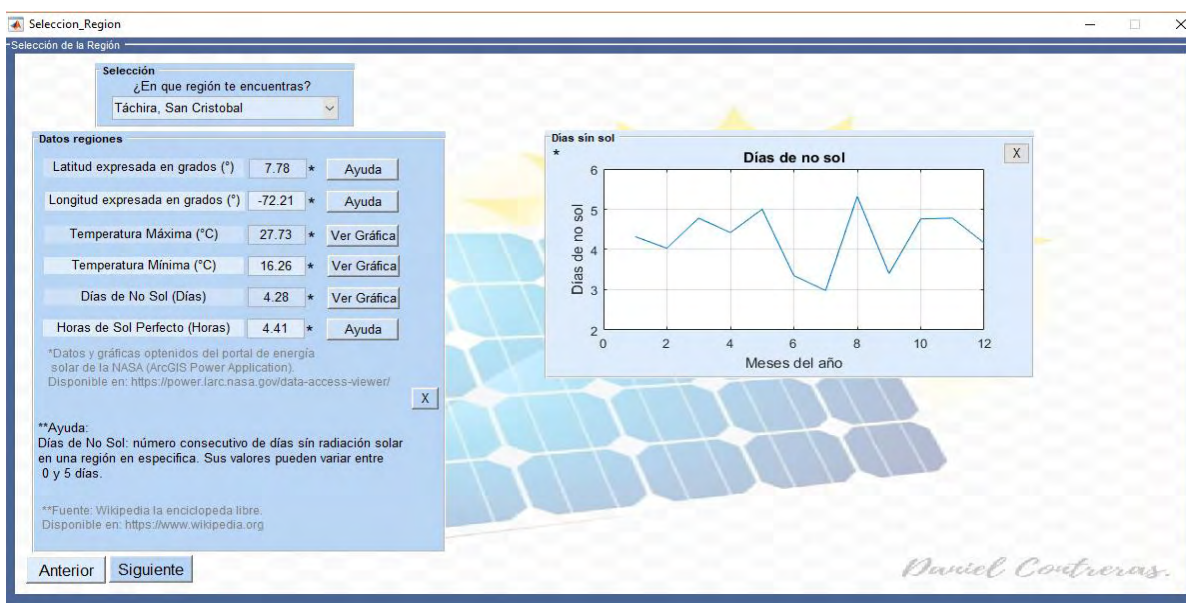 Seleccion_Region
Selección de la Región
Selección
¿En que región te encuentras?
Táchira, San Cristobal
Datos regiones
Latitud expresada en grados (°) 7.78 * Ayuda
Longitud expresada en grados (°) -72.21 * Ayuda
Temperatura Máxima (°C) 27.73 * Ver Gráfica
Temperatura Mínima (°C) 16.26 * Ver Gráfica
Días de No Sol (Días) 4.28 * Ver Gráfica
Horas de Sol Perfecto (Horas) 4.41 * Ayuda
*Datos y gráficas optenidos del portal de energía
solar de la NASA (ArcGIS Power Application).
Disponible en: https://power.larc.nasa.gov/data-access-viewer/
X
**Ayuda:
Días de No Sol: número consecutivo de días sín radiación solar
en una región en especifica. Sus valores pueden variar entre
0 y 5 días.
**Fuente: Wikipedia la enciclopeda libre.
Disponible en: https://www.wikipedia.org
Anterior Siguiente
Días sin sol
* X
Días de no sol
6
5
4
3
2
Días de no sol
0 2 4 6 8 10 12
Meses del año
Daniel Contreras.